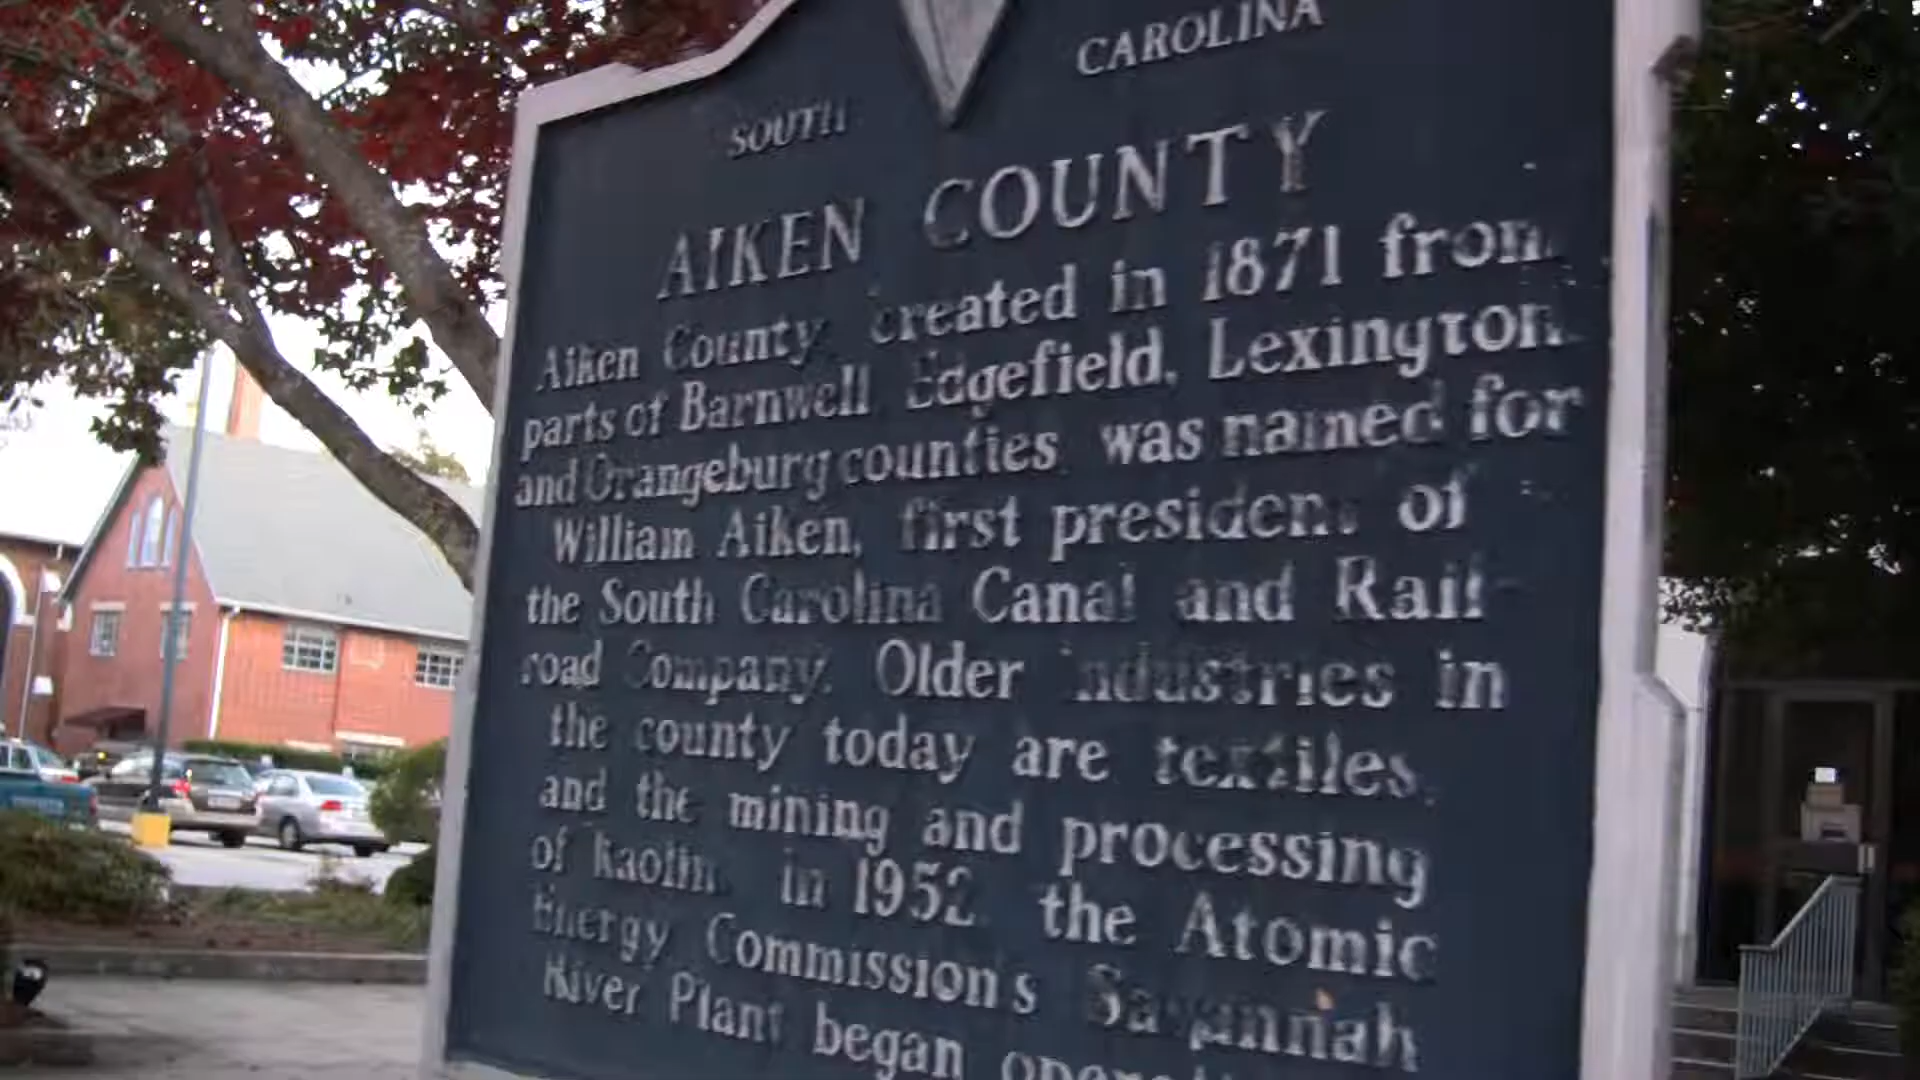 SOUTH CAROLINA
AIKEN COUNTY
Aiken County, created in 1871 from
parts of Barnwell, Edgefield, Lexington
and Orangeburg counties, was named for
William Aiken, first president of
the South Carolina Canal and Rail-
road Company. Older industries in
the county today are textiles,
and the mining and processing
of kaolin. in 1952, the Atomic
Energy Commission's Savannah
River Plant began